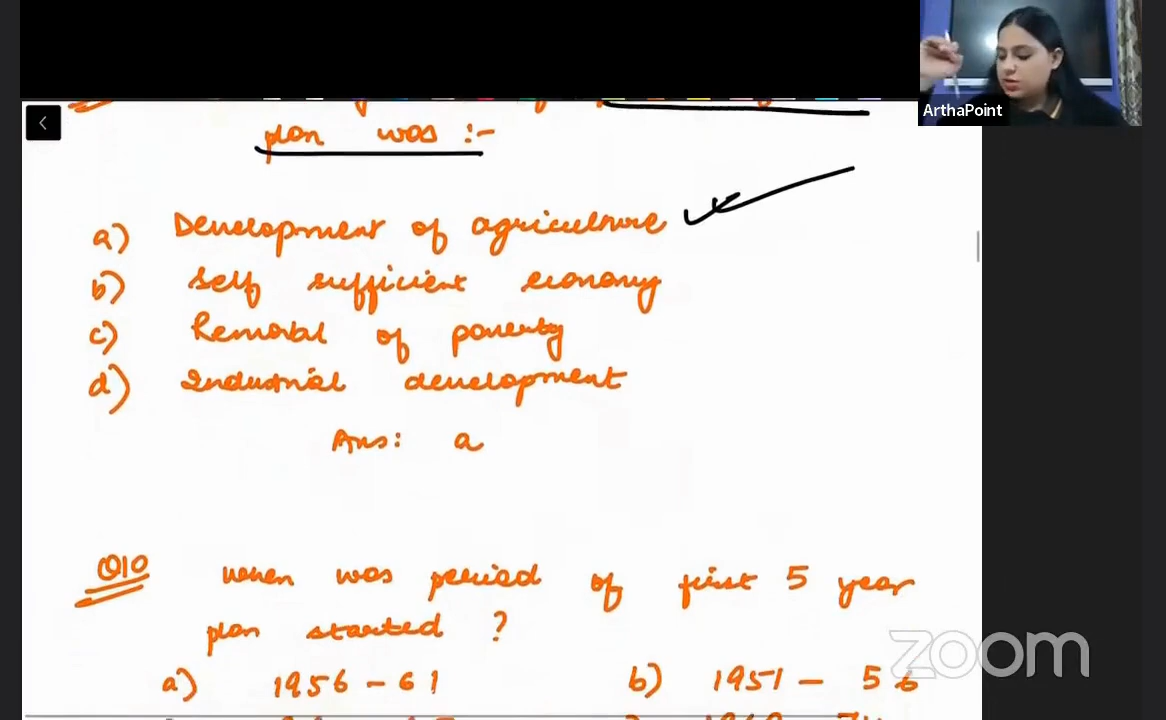 ArthaPoint
plan was :-
a) Development of agriculture
b) Self sufficient economy
c) Removal of poverty
d) Industrial development
Ans: a
Q10 When was period of first 5 year
plan started ?
a) 1956 - 61 b) 1951 - 56
zoom